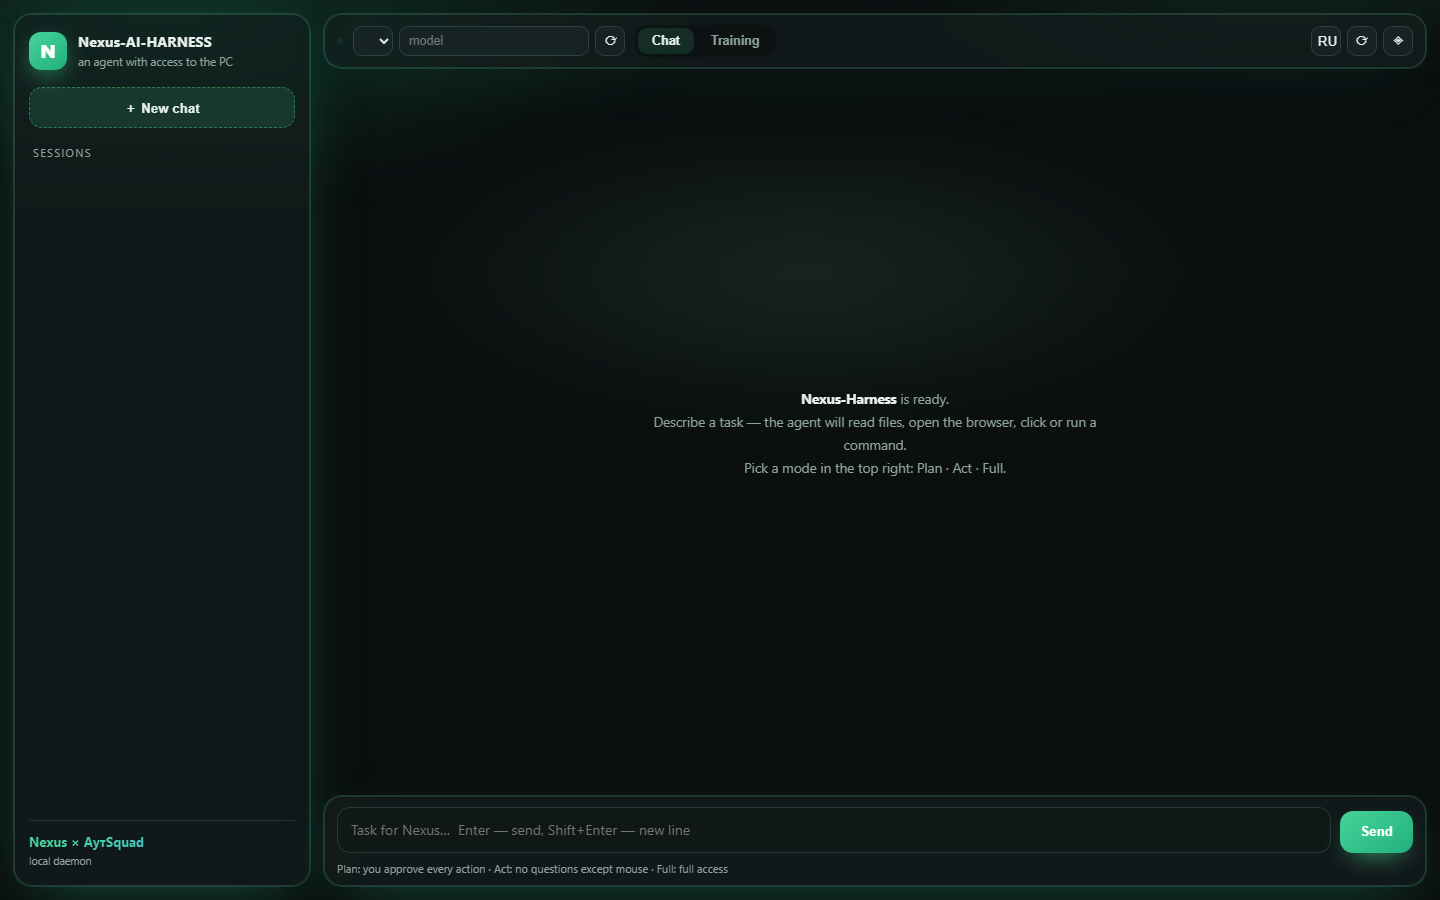 N
Nexus-AI-HARNESS
an agent with access to the PC
+ New chat
SESSIONS
Nexus × AyтSquad
local daemon
model
Chat
Training
RU
Nexus-Harness is ready.
Describe a task — the agent will read files, open the browser, click or run a
command.
Pick a mode in the top right: Plan · Act · Full.
Task for Nexus... Enter — send, Shift+Enter — new line
Send
Plan: you approve every action · Act: no questions except mouse · Full: full access